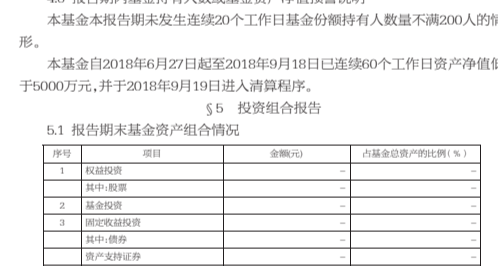 本基金本报告期未发生连续20个工作日基金份额持有人数量不满200人的情
形。
本基金自2018年6月27日起至2018年9月18日已连续60个工作日资产净值低
于5000万元,并于2018年9月19日进入清算程序。
§5 投资组合报告
5.1 报告期末基金资产组合情况
序号 项目 金额(元) 占基金总资产的比例(%)
1 权益投资 – –
其中:股票 – –
2 基金投资 – –
3 固定收益投资 – –
其中:债券 – –
资产支持证券 – –